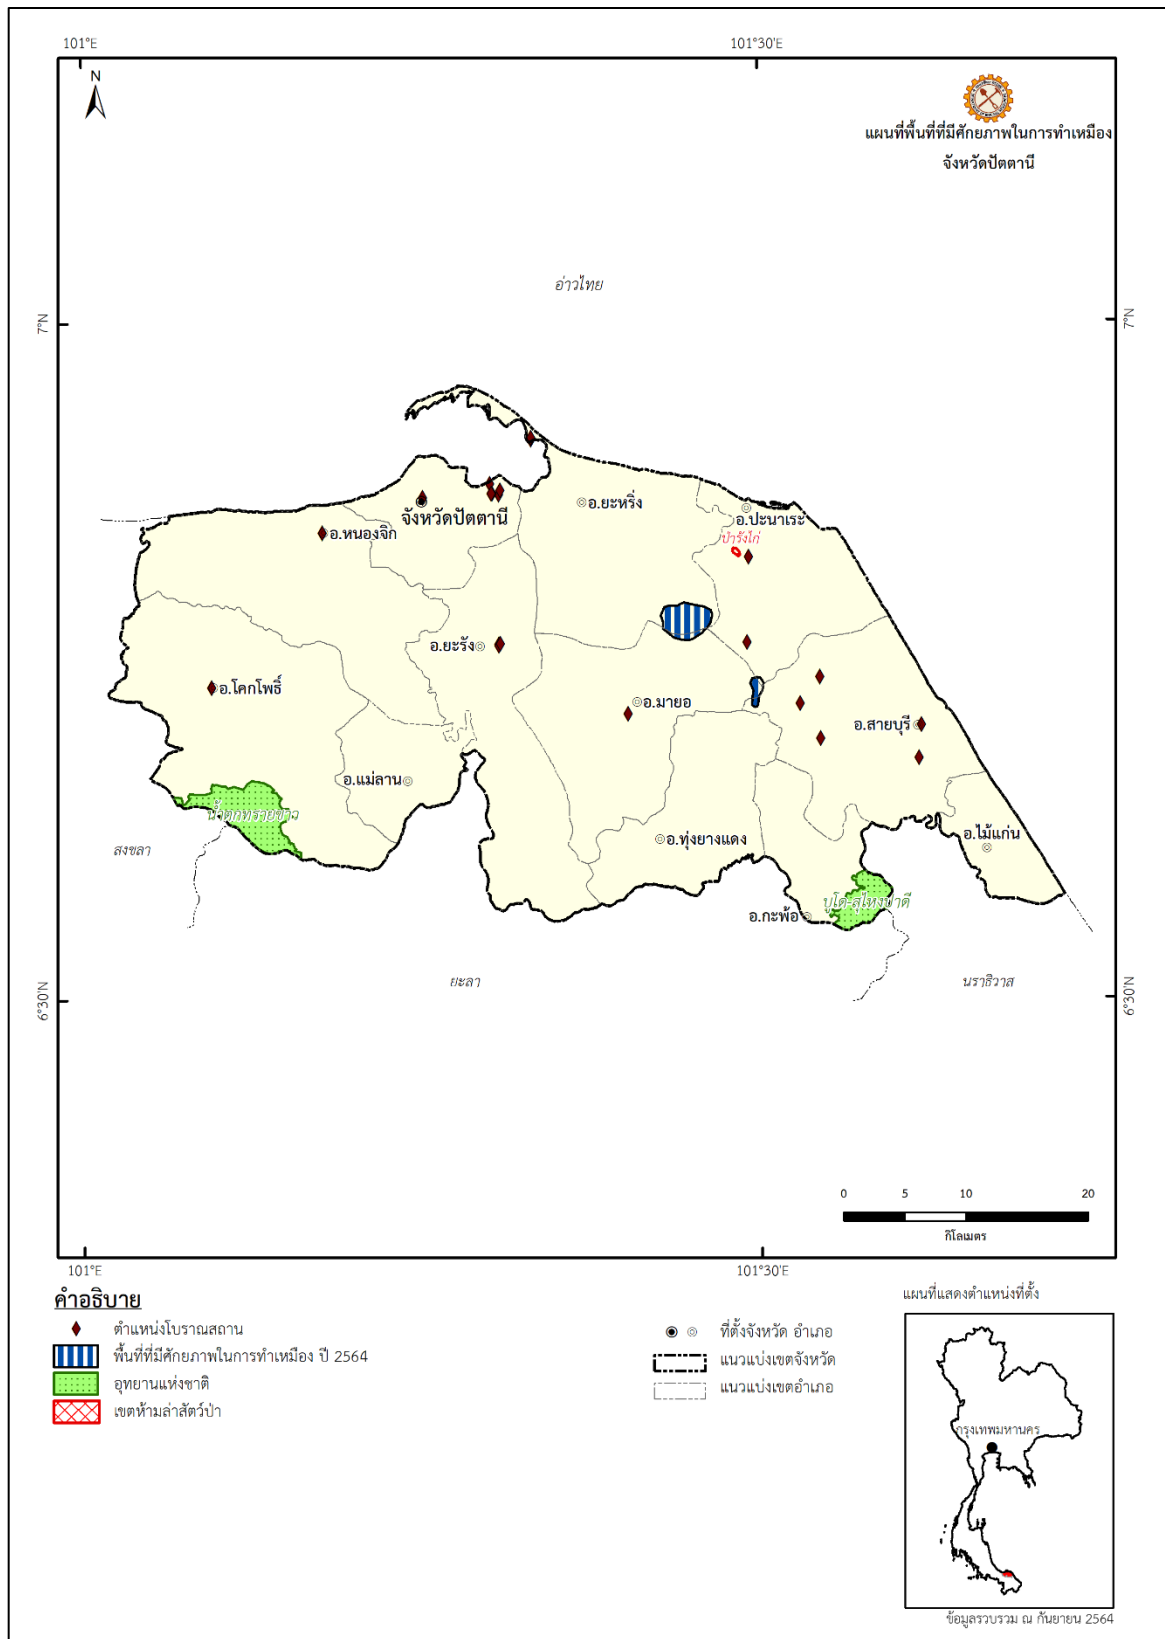 101°E
101°30'E
N
แผนที่พื้นที่ที่มีศักยภาพในการทำเหมือง
จังหวัดปัตตานี
อ่าวไทย
7°N
7°N
อ.ยะหริ่ง
อ.ปะนาเระ
จังหวัดปัตตานี
อ.หนองจิก
ป่ารังไก่
อ.ยะรัง
อ.โคกโพธิ์
อ.มายอ
อ.สายบุรี
อ.แม่ลาน
น้ำตกทรายขาว
อ.ทุ่งยางแดง
อ.ไม้แก่น
สงขลา
บูโด-สุไหงปาดี
อ.กะพ้อ
ยะลา
นราธิวาส
6°30'N
6°30'N
0 5 10 20
กิโลเมตร
101°E
101°30'E
คำอธิบาย
ตำแหน่งโบราณสถาน
พื้นที่ที่มีศักยภาพในการทำเหมือง ปี 2564
อุทยานแห่งชาติ
เขตห้ามล่าสัตว์ป่า
ที่ตั้งจังหวัด อำเภอ
แนวแบ่งเขตจังหวัด
แนวแบ่งเขตอำเภอ
แผนที่แสดงตำแหน่งที่ตั้ง
กรุงเทพมหานคร
ข้อมูลรวบรวม ณ กันยายน 2564